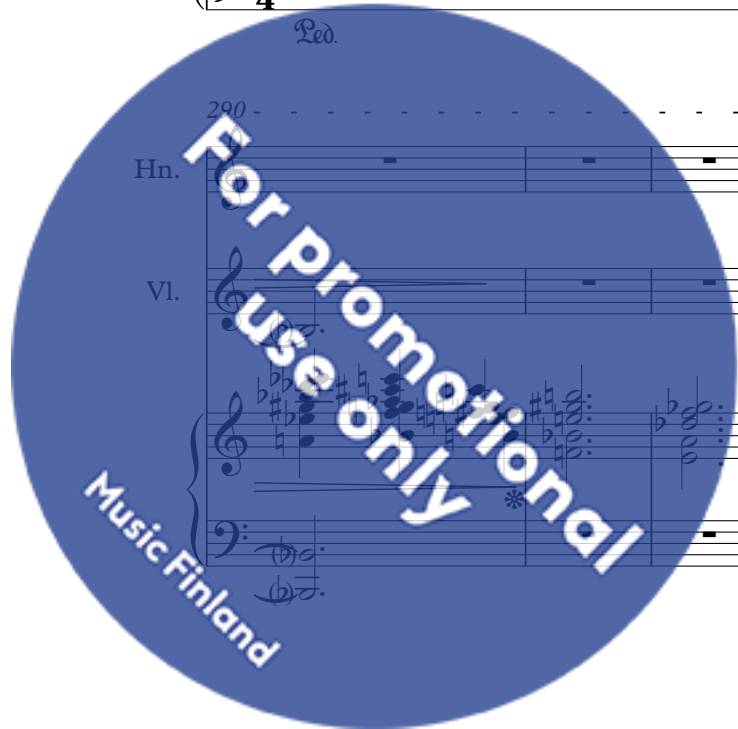 4
Ped.
290
Hn.
Vl.
For promotional
use only
Music Finland